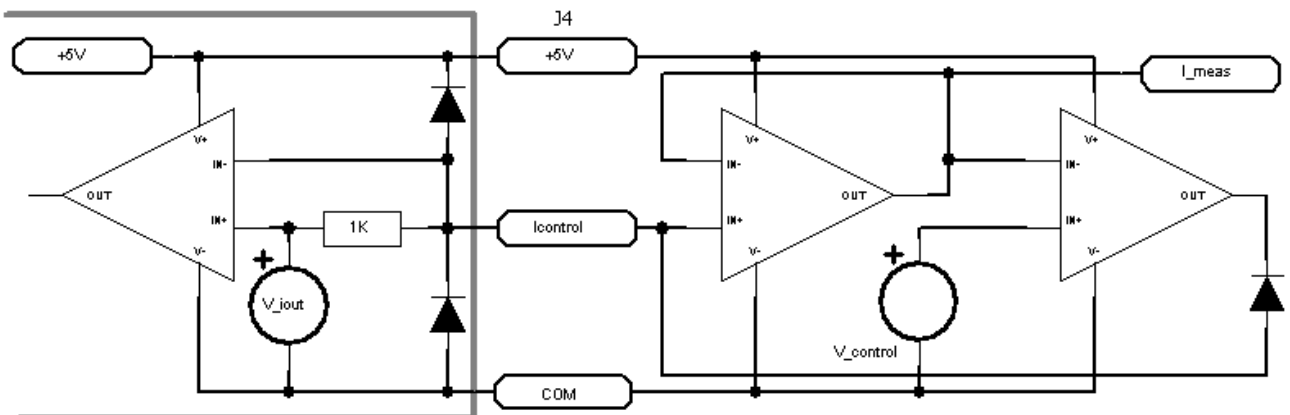 J4
+5V
+5V
I_meas
V+
IN-
OUT
IN+
V-
V+
IN-
OUT
IN+
V-
V+
IN-
OUT
IN+
V-
1K
Icontrol
V_iout
V_control
COM
+
+